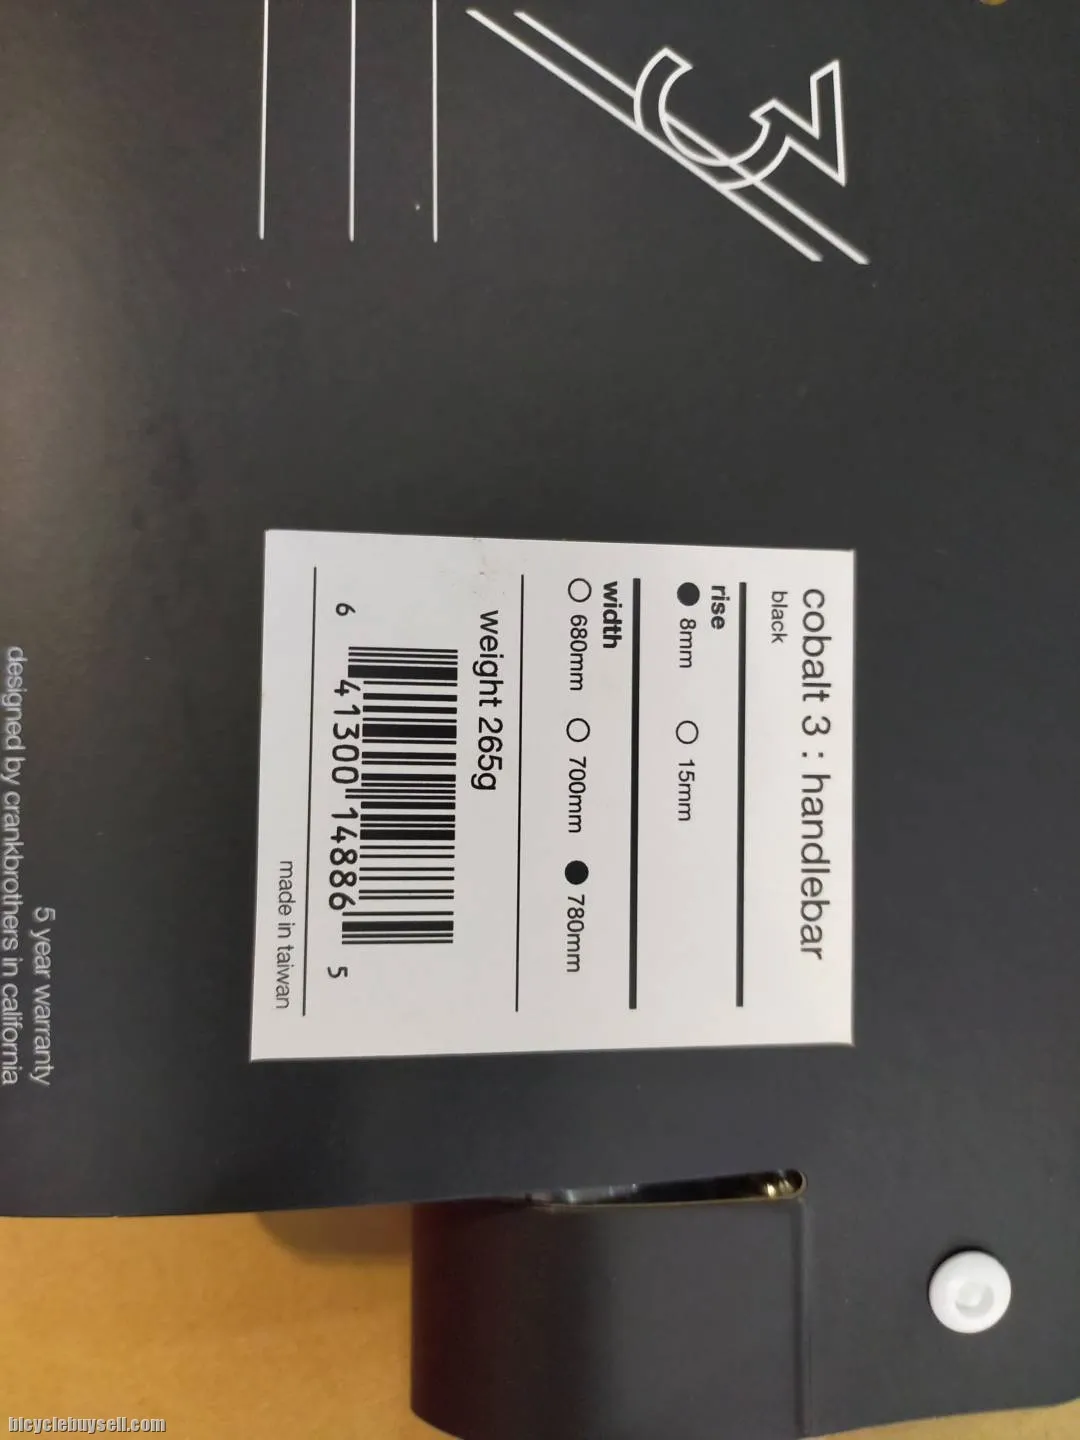 3
cobalt 3 : handlebar
black
rise
8mm 15mm
width
680mm 700mm 780mm
weight 265g
6 41300 14886 5
made in taiwan
5 year warranty
designed by crankbrothers in california
bicyclebuysell.com